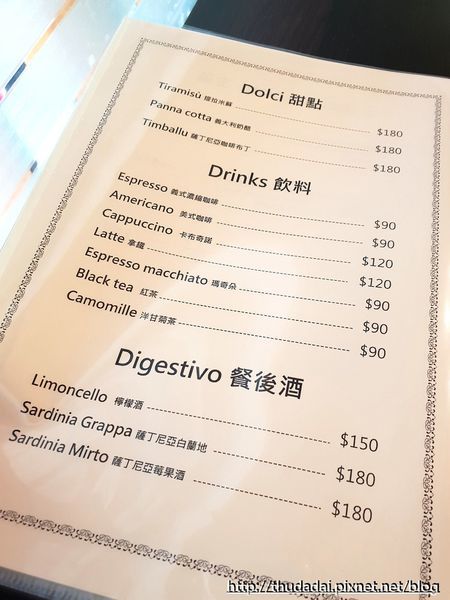 Dolci 甜點
Tiramisù 提拉米蘇 $180
Panna cotta 義大利奶酪 $180
Timballu 薩丁尼亞咖啡布丁 $180
Drinks 飲料
Espresso 義式濃縮咖啡 $90
Americano 美式咖啡 $90
Cappuccino 卡布奇諾 $120
Latte 拿鐵 $120
Espresso macchiato 瑪奇朵 $90
Black tea 紅茶 $90
Camomille 洋甘菊茶 $90
Digestivo 餐後酒
Limoncello 檸檬酒 $150
Sardinia Grappa 薩丁尼亞白蘭地 $180
Sardinia Mirto 薩丁尼亞莓果酒 $180
http://thudadai.pixnet.net/blog